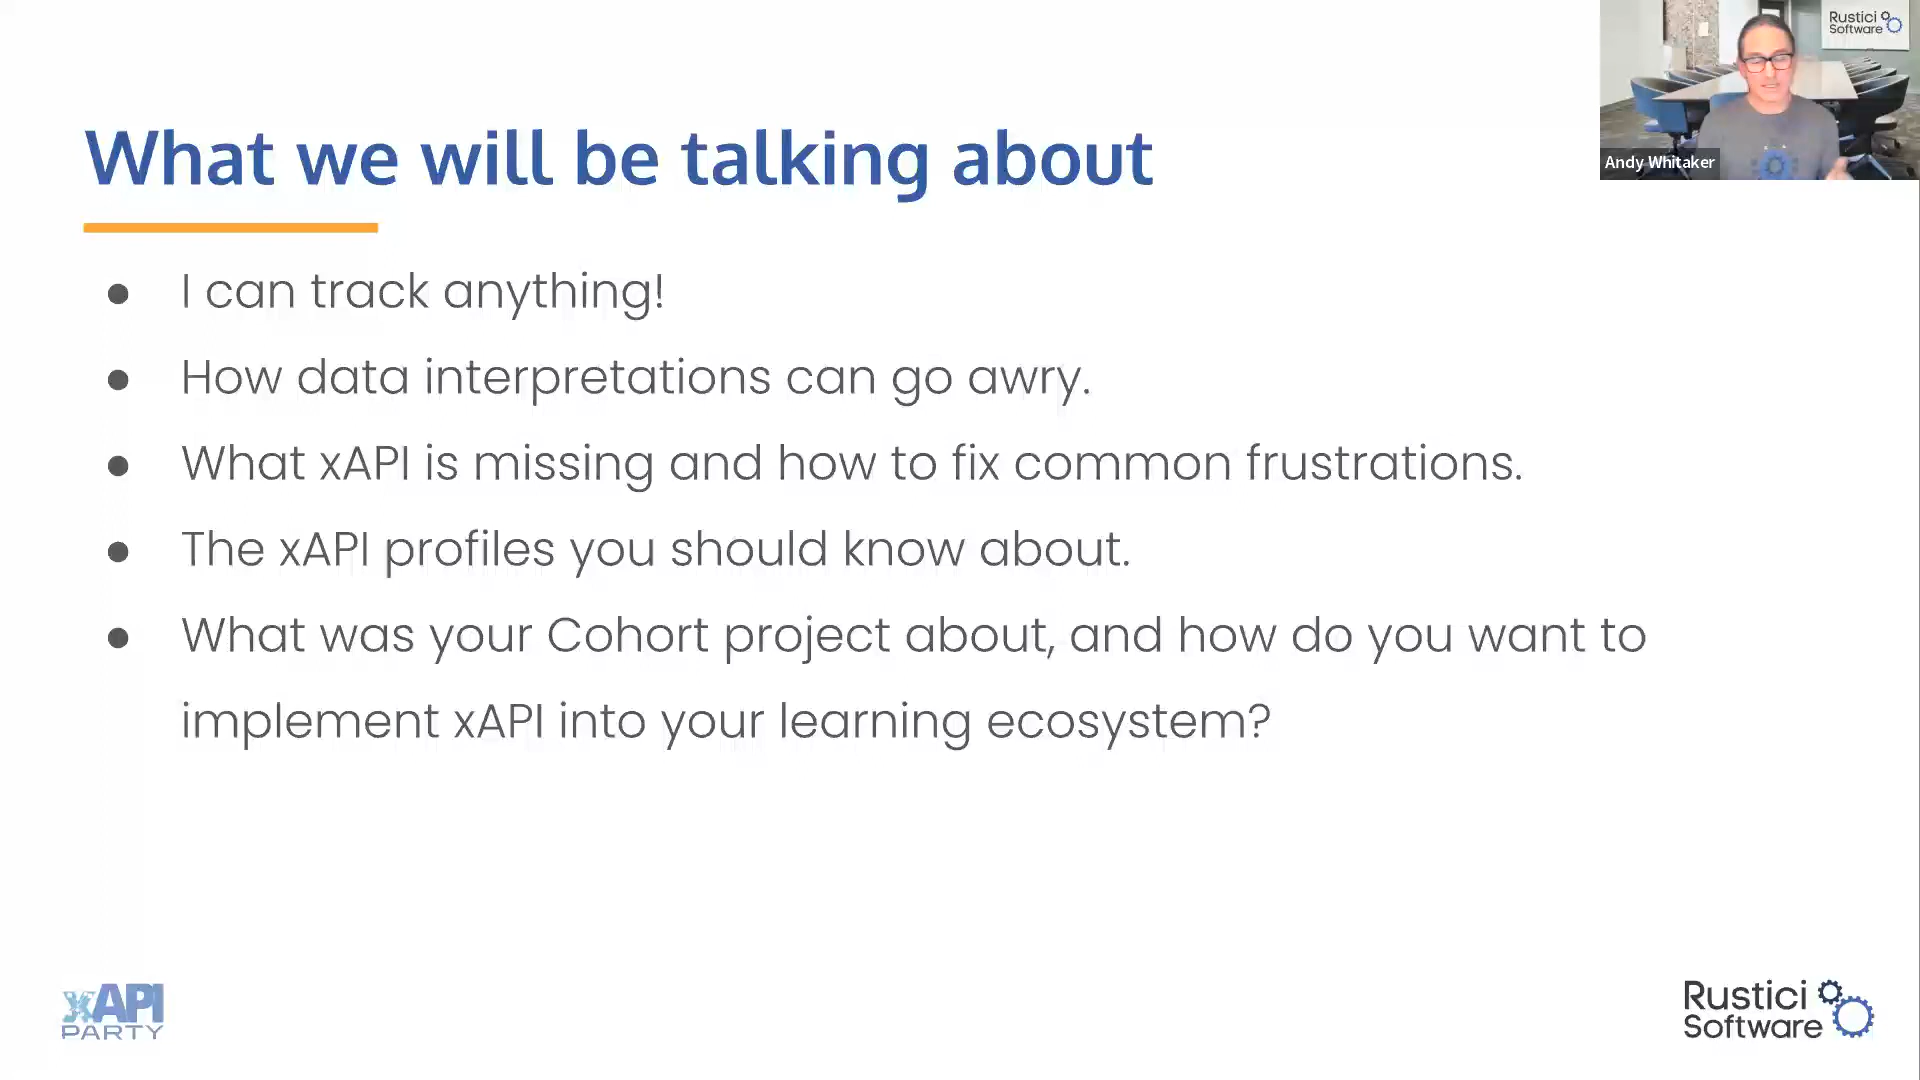 Rustici
Software
Andy Whitaker
What we will be talking about
● I can track anything!
● How data interpretations can go awry.
● What xAPI is missing and how to fix common frustrations.
● The xAPI profiles you should know about.
● What was your Cohort project about, and how do you want to
implement xAPI into your learning ecosystem?
xAPI
PARTY
Rustici
Software